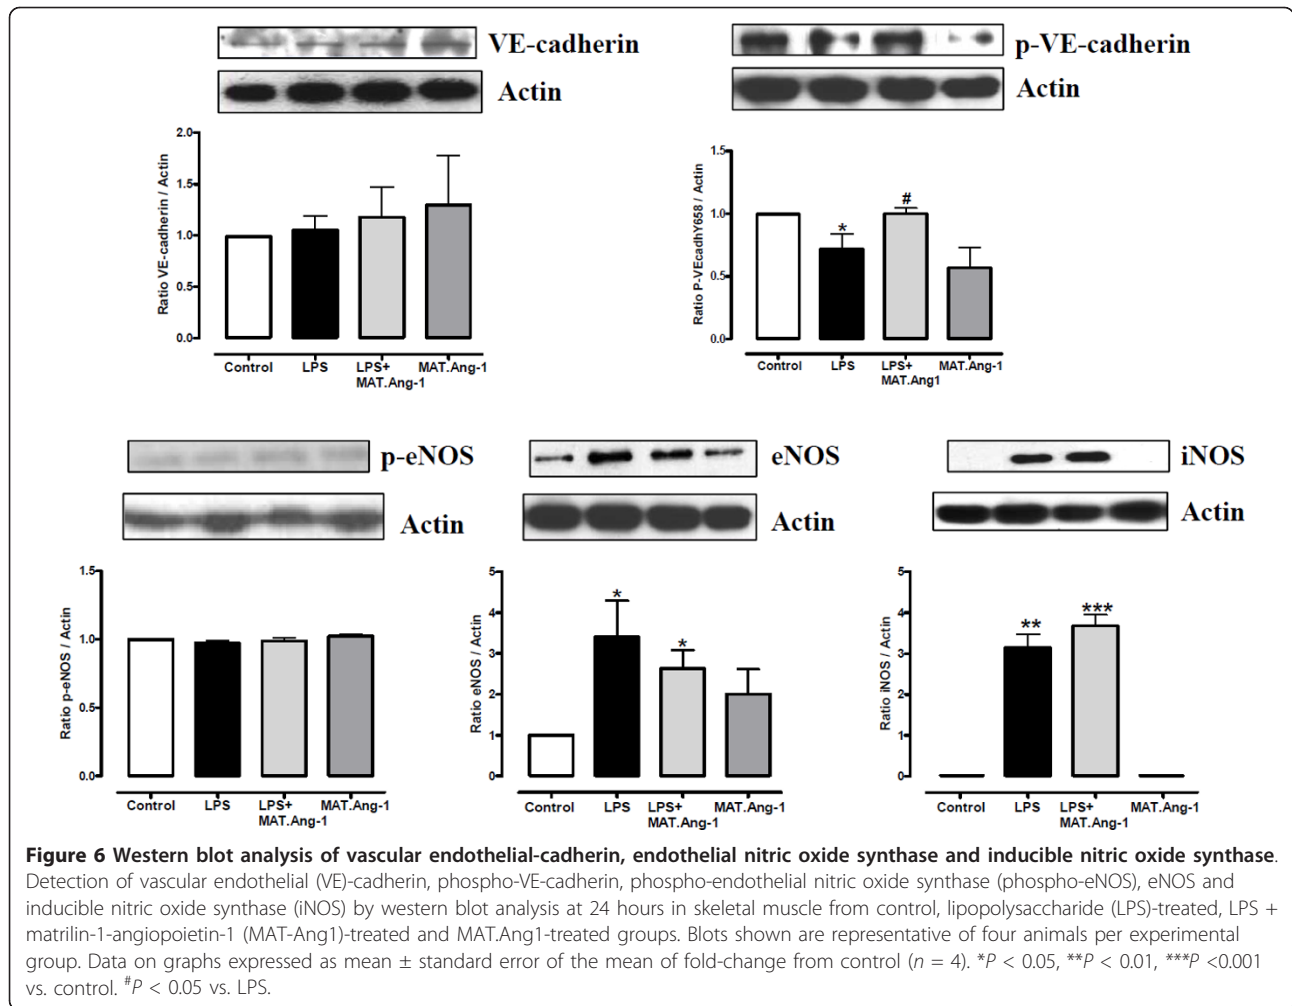 VE-cadherin
Actin
2.0
1.5
1.0
0.5
0.0
Ratio VE-cadherin / Actin
Control LPS LPS+ MAT.Ang-1
MAT.Ang-1
p-VE-cadherin
Actin
1.5
1.0
0.5
0.0
Ratio P-VEcadhY658 / Actin
*
#
Control LPS LPS+ MAT.Ang-1
MAT.Ang1
p-eNOS
Actin
1.5
1.0
0.5
0.0
Ratio p-eNOS / Actin
Control LPS LPS+ MAT.Ang-1
MAT.Ang-1
eNOS
Actin
5
4
3
2
1
0
Ratio eNOS / Actin
*
*
Control LPS LPS+ MAT.Ang-1
MAT.Ang-1
iNOS
Actin
5
4
3
2
1
0
Ratio iNOS / Actin
**
***
Control LPS LPS+ MAT.Ang-1
MAT.Ang-1
Figure 6 Western blot analysis of vascular endothelial-cadherin, endothelial nitric oxide synthase and inducible nitric oxide synthase.
Detection of vascular endothelial (VE)-cadherin, phospho-VE-cadherin, phospho-endothelial nitric oxide synthase (phospho-eNOS), eNOS and
inducible nitric oxide synthase (iNOS) by western blot analysis at 24 hours in skeletal muscle from control, lipopolysaccharide (LPS)-treated, LPS +
matrilin-1-angiopoietin-1 (MAT-Ang1)-treated and MAT.Ang1-treated groups. Blots shown are representative of four animals per experimental
group. Data on graphs expressed as mean ± standard error of the mean of fold-change from control (n = 4). *P < 0.05, **P < 0.01, ***P <0.001
vs. control. #P < 0.05 vs. LPS.